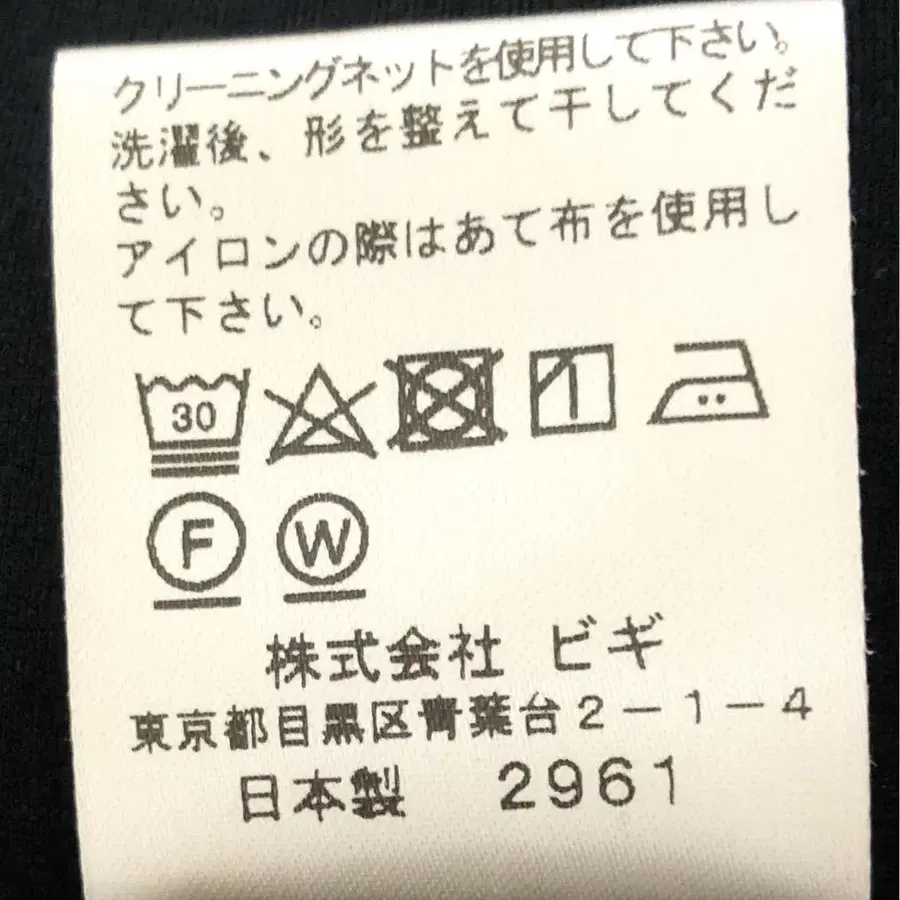 クリーニングネットを使用して下さい。
洗濯後、形を整えて干してくだ
さい。
アイロンの際はあて布を使用し
て下さい。
30
F W
株式会社 ビギ
東京都目黒区青葉台2－1－4
日本製 2961